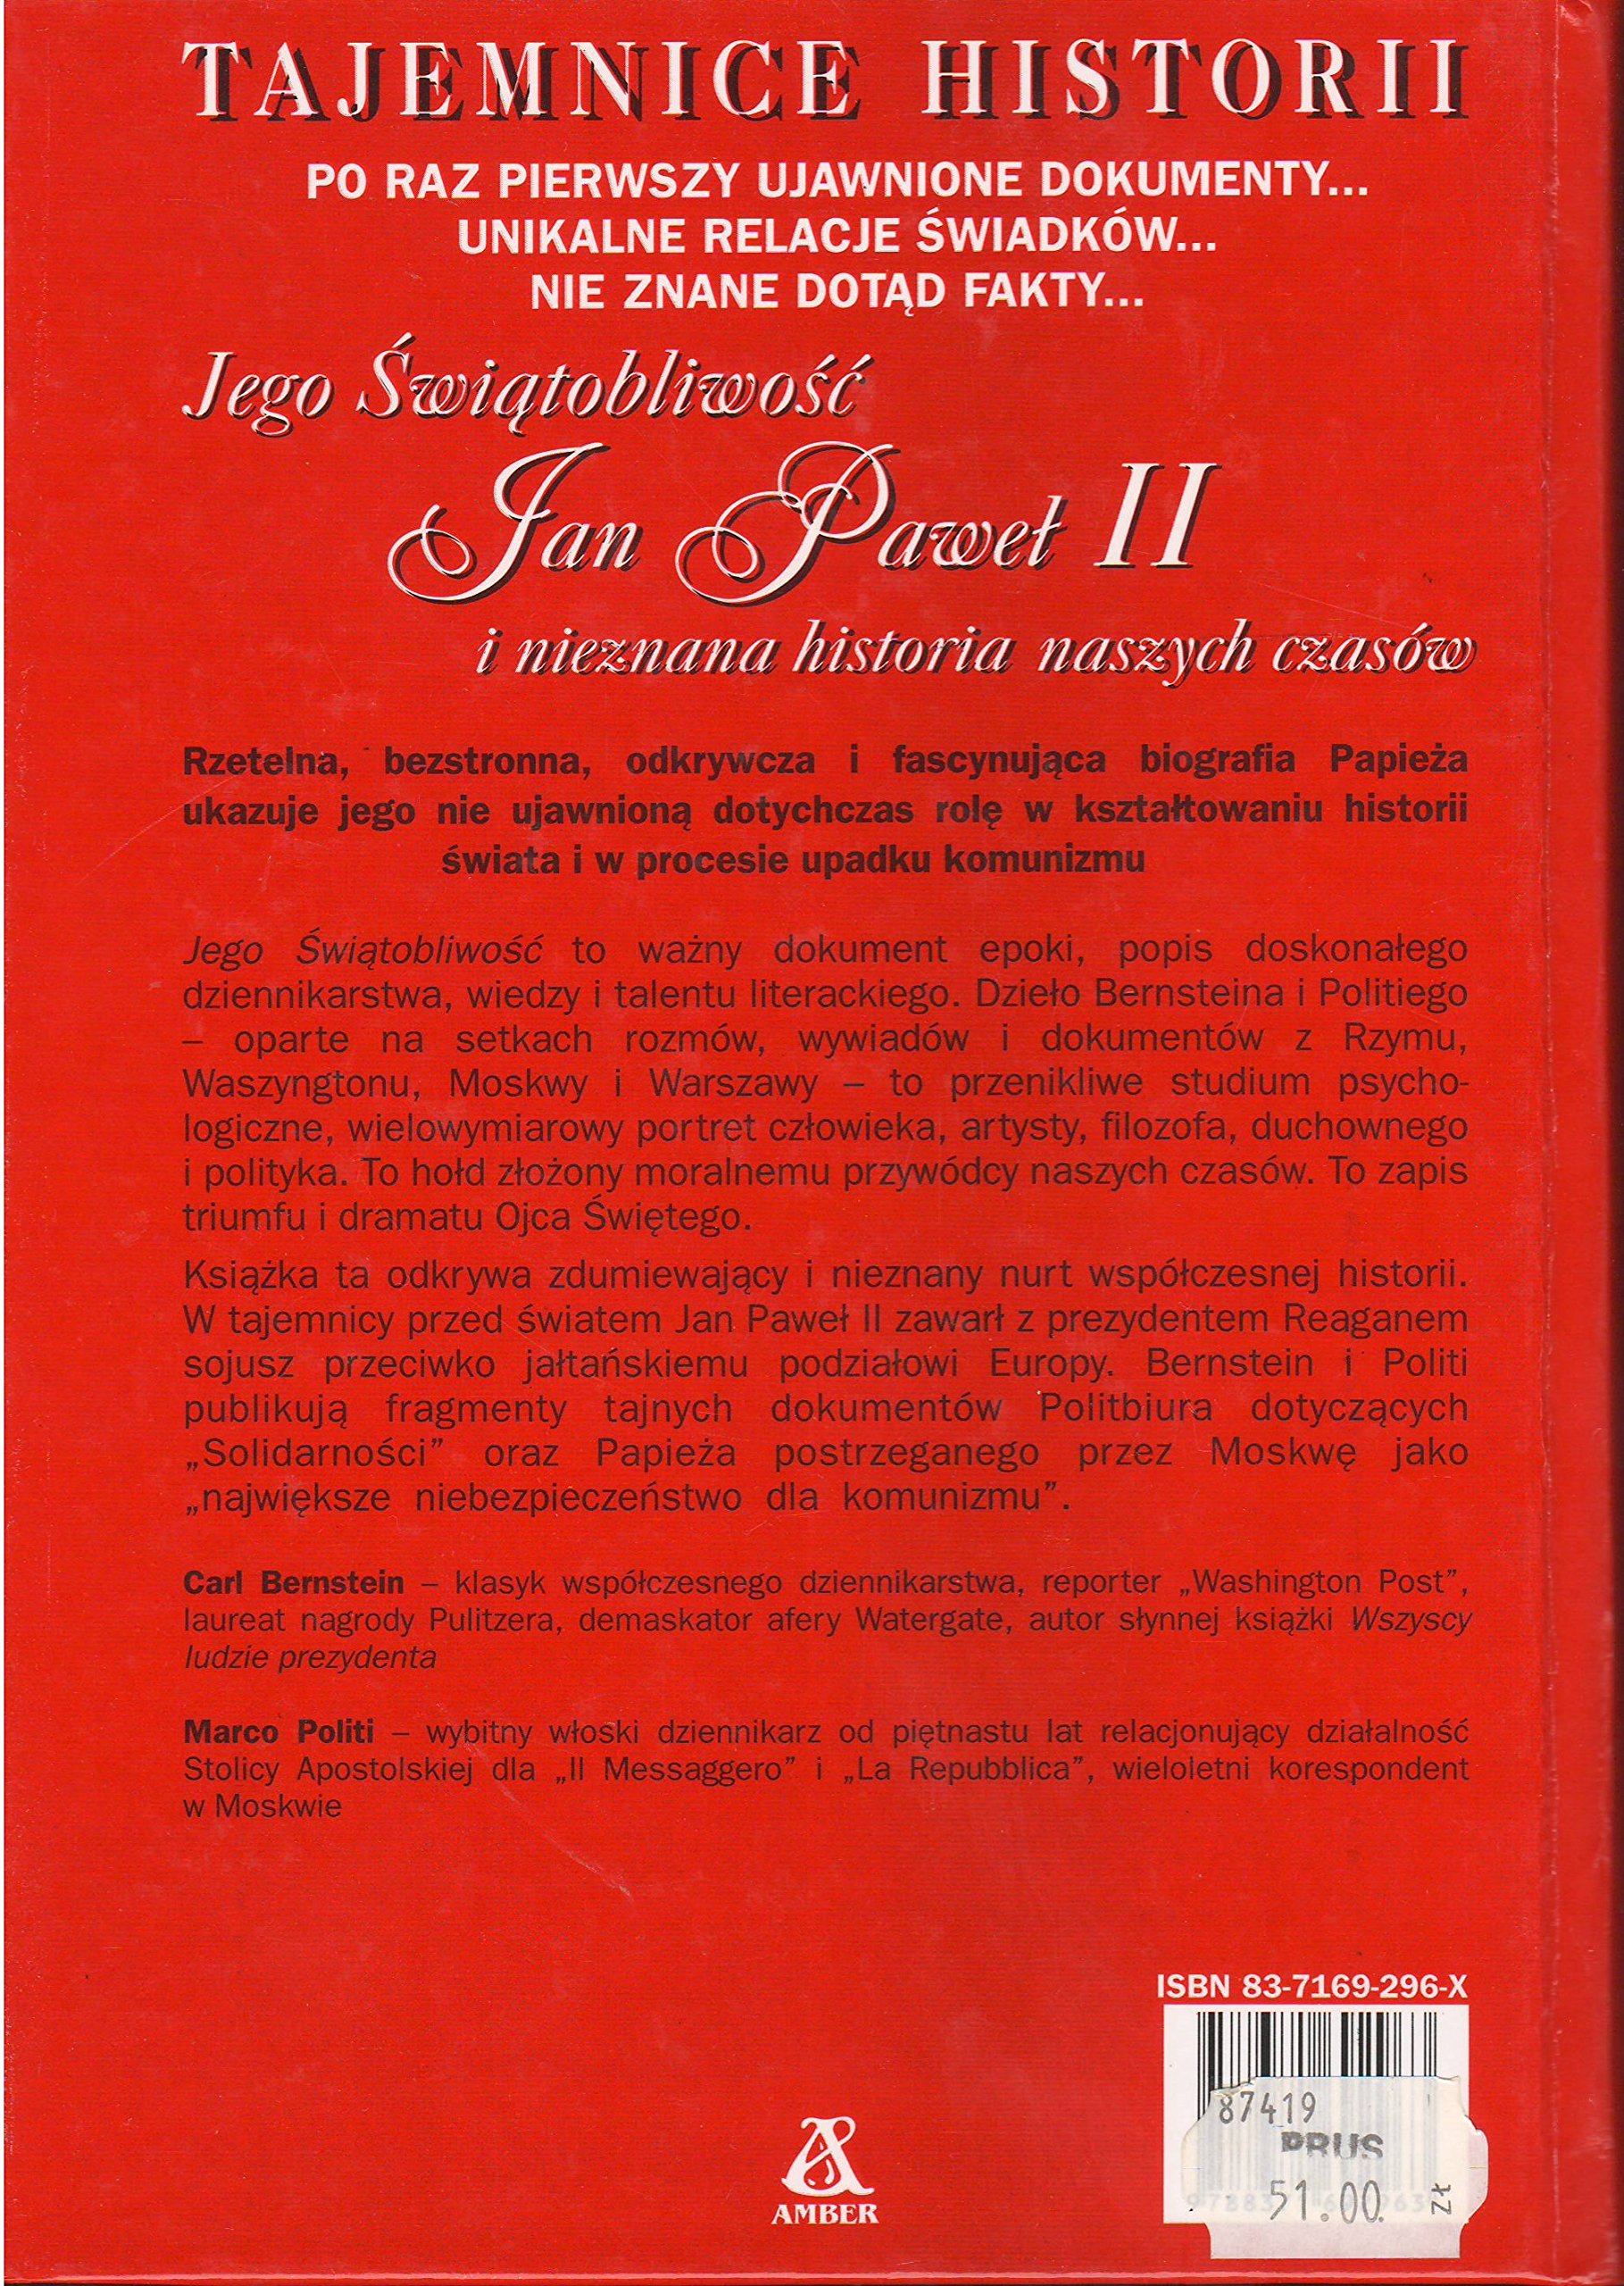 TAJEMNICE HISTORII
PO RAZ PIERWSZY UJAWNIONE DOKUMENTY...
UNIKALNE RELACJE ŚWIADKÓW...
NIE ZNANE DOTĄD FAKTY...
Jego Świątobliwość
Jan Paweł II
i nieznana historia naszych czasów
Rzetelna, bezstronna, odkrywcza i fascynująca biografia Papieża
ukazuje jego nie ujawnioną dotychczas rolę w kształtowaniu historii
świata i w procesie upadku komunizmu
Jego Świątobliwość to ważny dokument epoki, popis doskonałego
dziennikarstwa, wiedzy i talentu literackiego. Dzieło Bernsteina i Politiego
– oparte na setkach rozmów, wywiadów i dokumentów z Rzymu,
Waszyngtonu, Moskwy i Warszawy – to przenikliwe studium psycho-
logiczne, wielowymiarowy portret człowieka, artysty, filozofa, duchownego
i polityka. To hołd złożony moralnemu przywódcy naszych czasów. To zapis
triumfu i dramatu Ojca Świętego.
Książka ta odkrywa zdumiewający i nieznany nurt współczesnej historii.
W tajemnicy przed światem Jan Paweł II zawarł z prezydentem Reaganem
sojusz przeciwko jałtańskiemu podziałowi Europy. Bernstein i Politi
publikują fragmenty tajnych dokumentów Politbiura dotyczących
„Solidarności” oraz Papieża postrzeganego przez Moskwę jako
„największe niebezpieczeństwo dla komunizmu”.
Carl Bernstein – klasyk współczesnego dziennikarstwa, reporter „Washington Post”,
laureat nagrody Pulitzera, demaskator afery Watergate, autor słynnej książki Wszyscy
ludzie prezydenta
Marco Politi – wybitny włoski dziennikarz od piętnastu lat relacjonujący działalność
Stolicy Apostolskiej dla „Il Messaggero” i „La Repubblica”, wieloletni korespondent
w Moskwie
ISBN 83-7169-296-X
87419
PRUS
51.00 ZŁ
AMBER